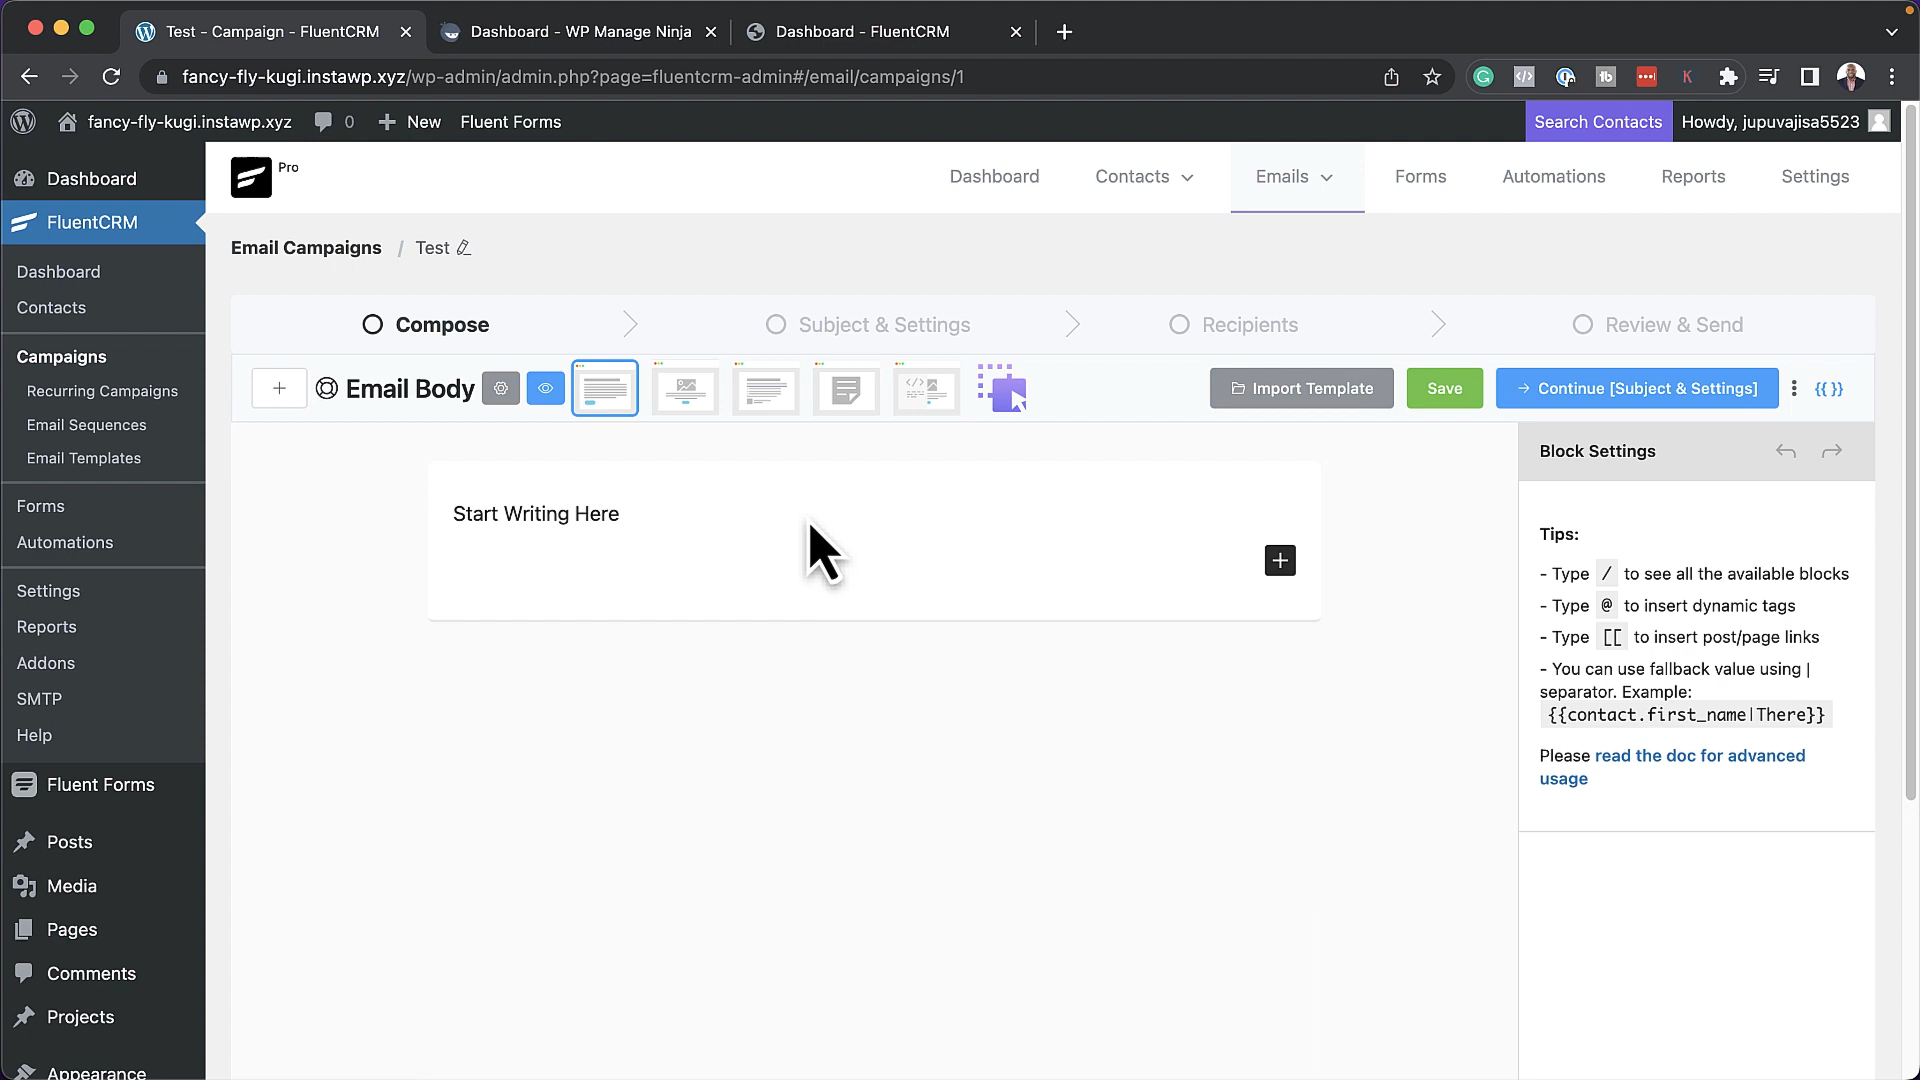 Test - Campaign - FluentCRM
Dashboard - WP Manage Ninja
Dashboard - FluentCRM
fancy-fly-kugi.instawp.xyz/wp-admin/admin.php?page=fluentcrm-admin#/email/campaigns/1
fancy-fly-kugi.instawp.xyz
0
New
Fluent Forms
Search Contacts
Howdy, jupuvajisa5523
Dashboard
FluentCRM
Dashboard
Contacts
Campaigns
Recurring Campaigns
Email Sequences
Email Templates
Forms
Automations
Settings
Reports
Addons
SMTP
Help
Fluent Forms
Posts
Media
Pages
Comments
Projects
Appearance
Pro
Dashboard
Contacts
Emails
Forms
Automations
Reports
Settings
Email Campaigns / Test
Compose
Subject & Settings
Recipients
Review & Send
Email Body
Import Template
Save
Continue [Subject & Settings]
{{ }}
Start Writing Here
Block Settings
Tips:
- Type / to see all the available blocks
- Type @ to insert dynamic tags
- Type [[ to insert post/page links
- You can use fallback value using |
separator. Example:
{{contact.first_name|There}}
Please read the doc for advanced
usage